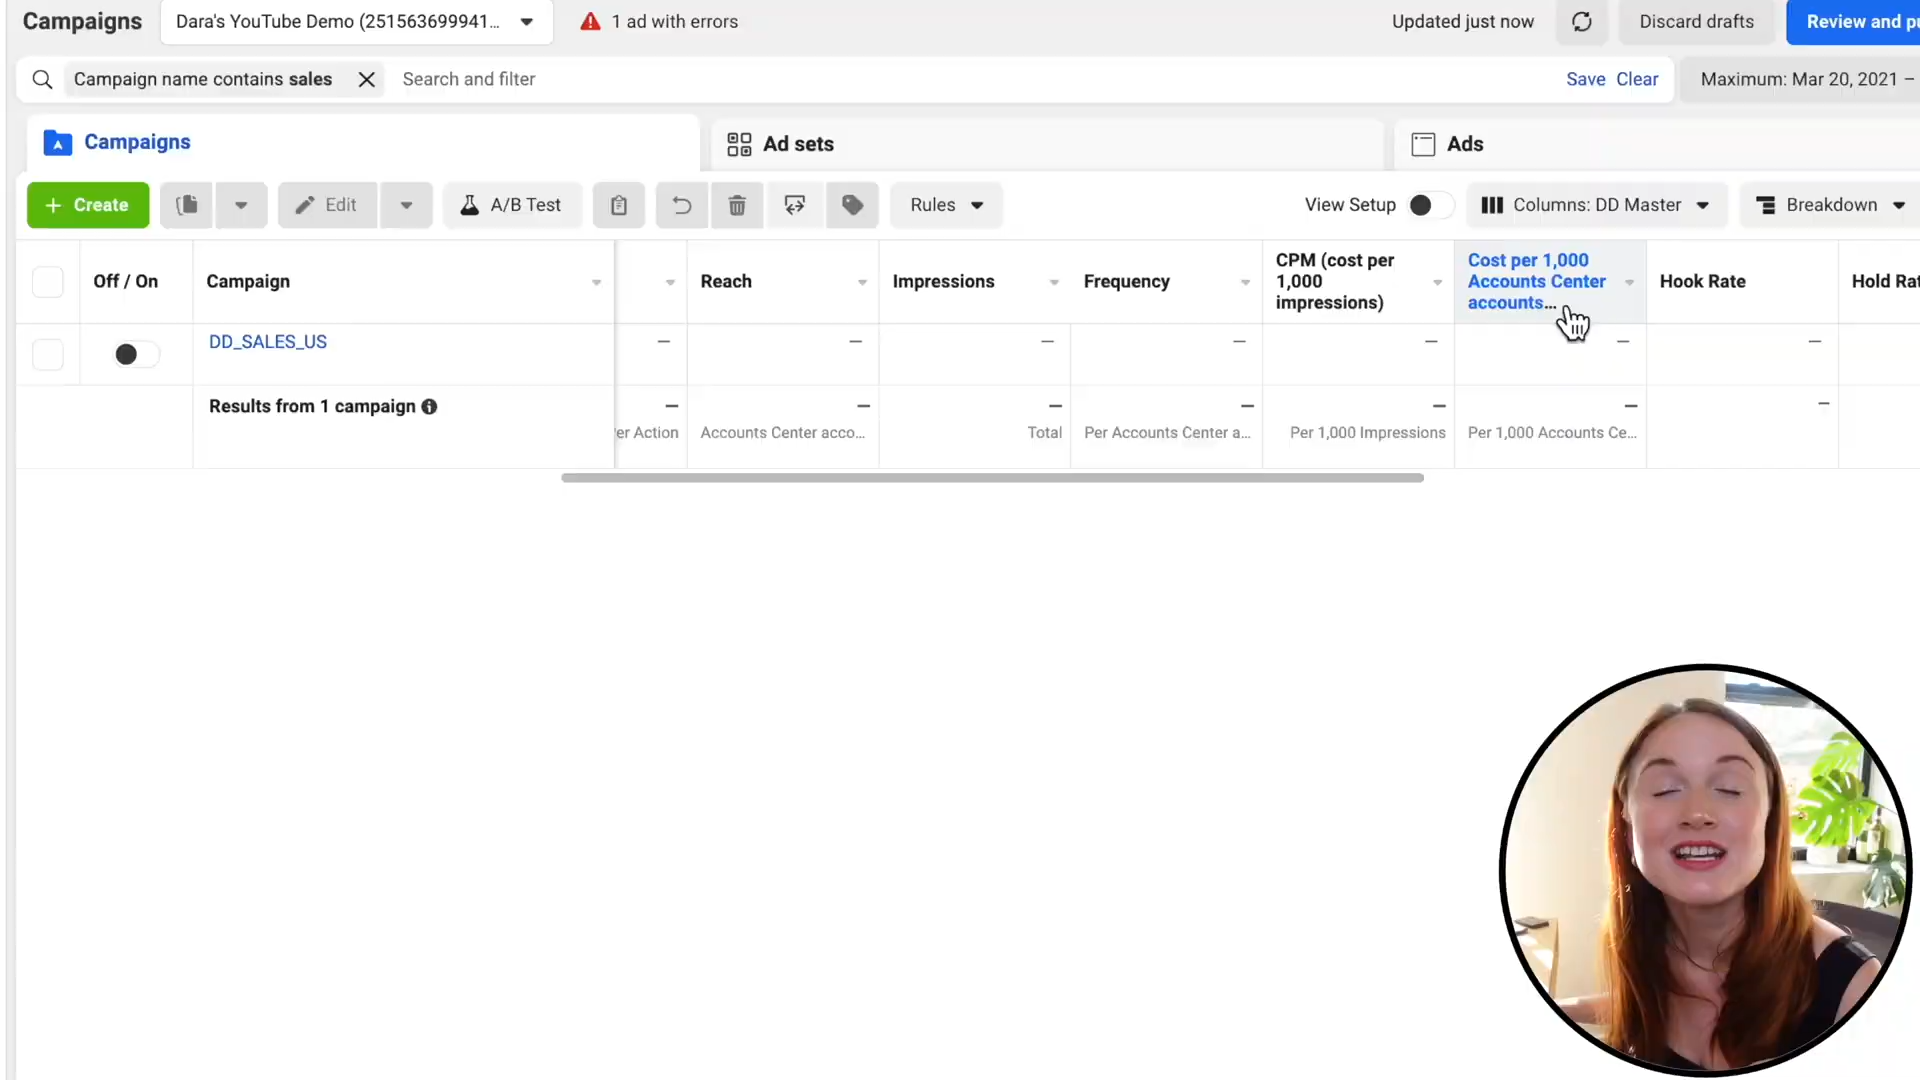 Campaigns
Dara's YouTube Demo (251563699941...
1 ad with errors
Updated just now
Discard drafts
Review and pu
Campaign name contains sales
Search and filter
Save
Clear
Maximum: Mar 20, 2021 –
Campaigns
Ad sets
Ads
+ Create
Edit
A/B Test
Rules
View Setup
Columns: DD Master
Breakdown
Off / On
Campaign
Reach
Impressions
Frequency
CPM (cost per
1,000
impressions)
Cost per 1,000
Accounts Center
accounts...
Hook Rate
Hold Rat
DD_SALES_US
—
—
—
—
—
—
—
Results from 1 campaign
—
—
—
—
—
—
—
er Action
Accounts Center acco...
Total
Per Accounts Center a...
Per 1,000 Impressions
Per 1,000 Accounts Ce...